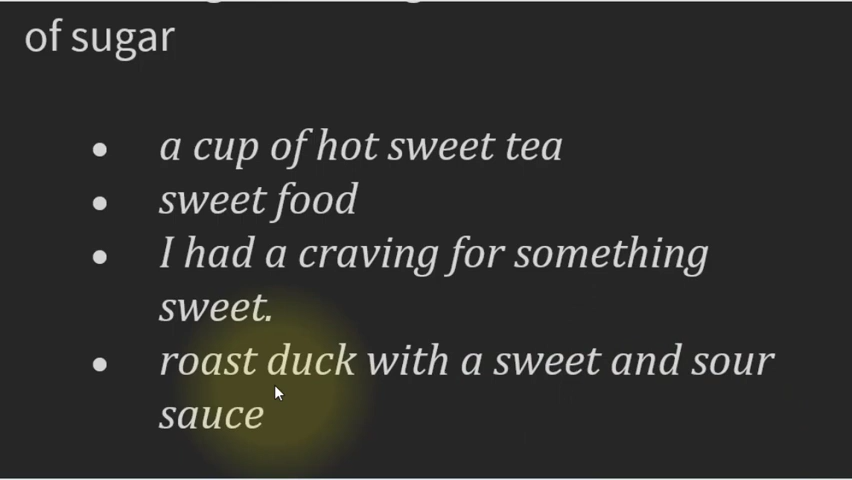 of sugar
a cup of hot sweet tea
sweet food
I had a craving for something
sweet.
roast duck with a sweet and sour
sauce